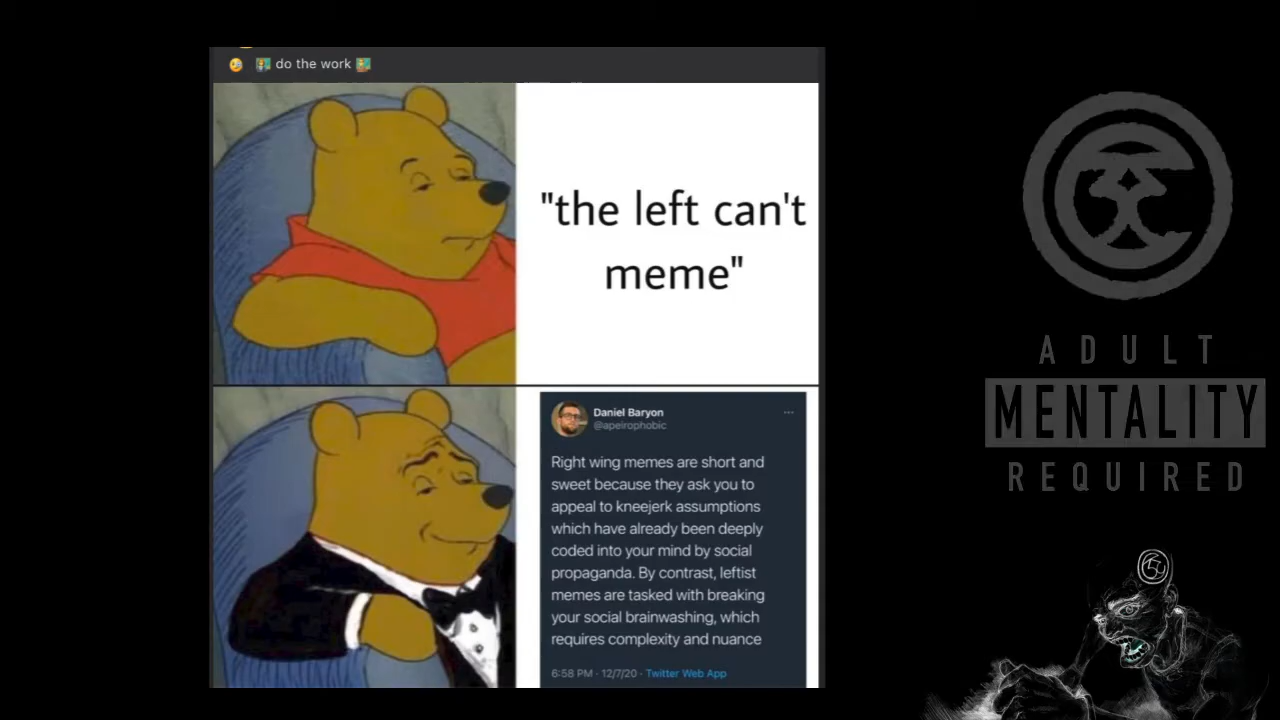 do the work
"the left can't
meme"
Daniel Baryon
@apeirophobic
Right wing memes are short and
sweet because they ask you to
appeal to kneejerk assumptions
which have already been deeply
coded into your mind by social
propaganda. By contrast, leftist
memes are tasked with breaking
your social brainwashing, which
requires complexity and nuance
6:58 PM · 12/7/20 · Twitter Web App
ADULT
MENTALITY
REQUIRED